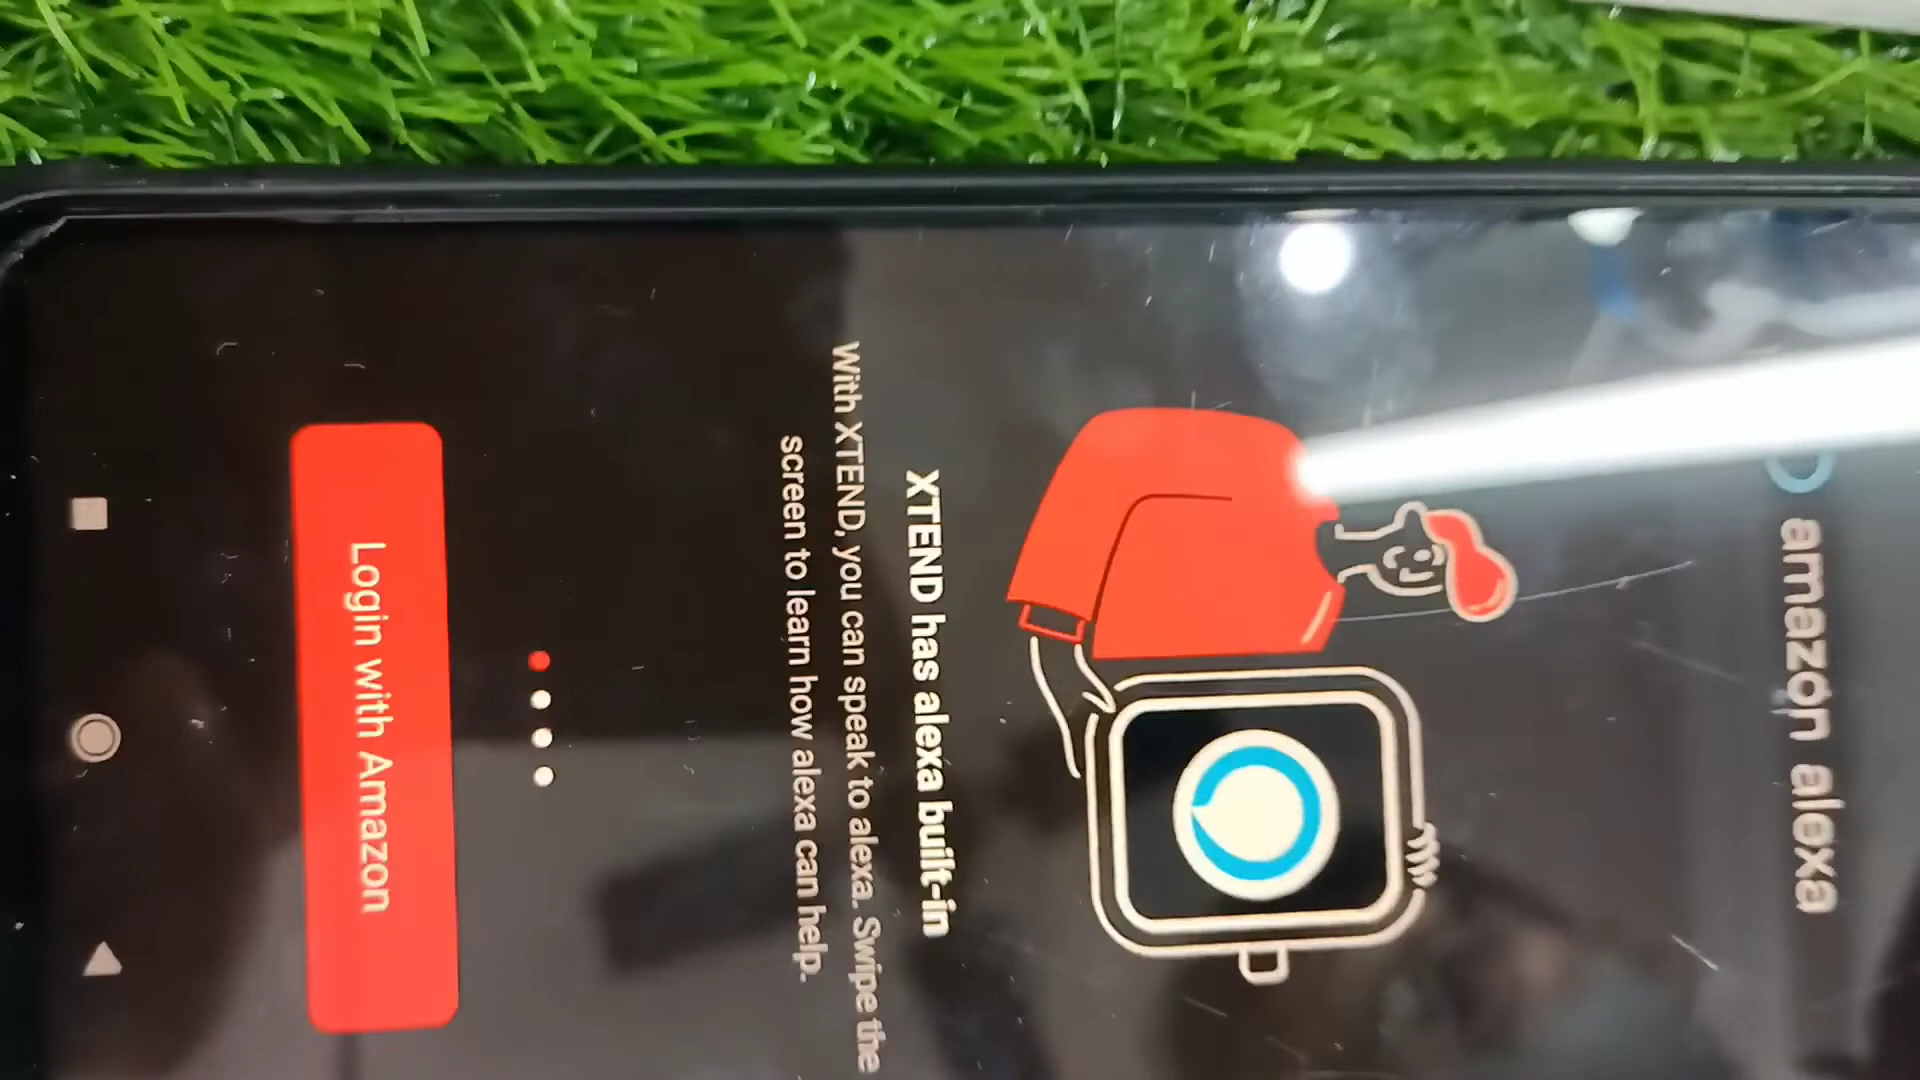 amazon alexa
XTEND has alexa built-in
With XTEND, you can speak to alexa. Swipe the
screen to learn how alexa can help.
Login with Amazon